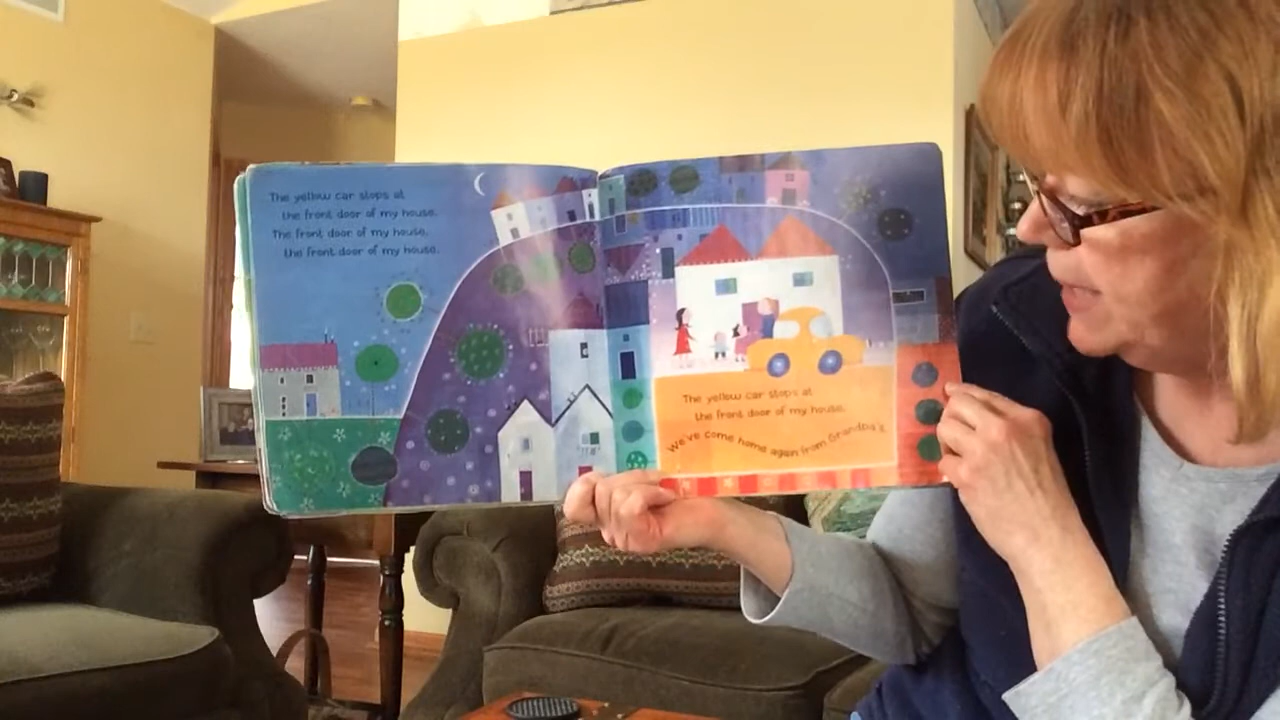 The yellow car stops at
the front door of my house.
The front door of my house,
the front door of my house.
The yellow car stops at
the front door of my house.
We've come home again from Grandpa's.